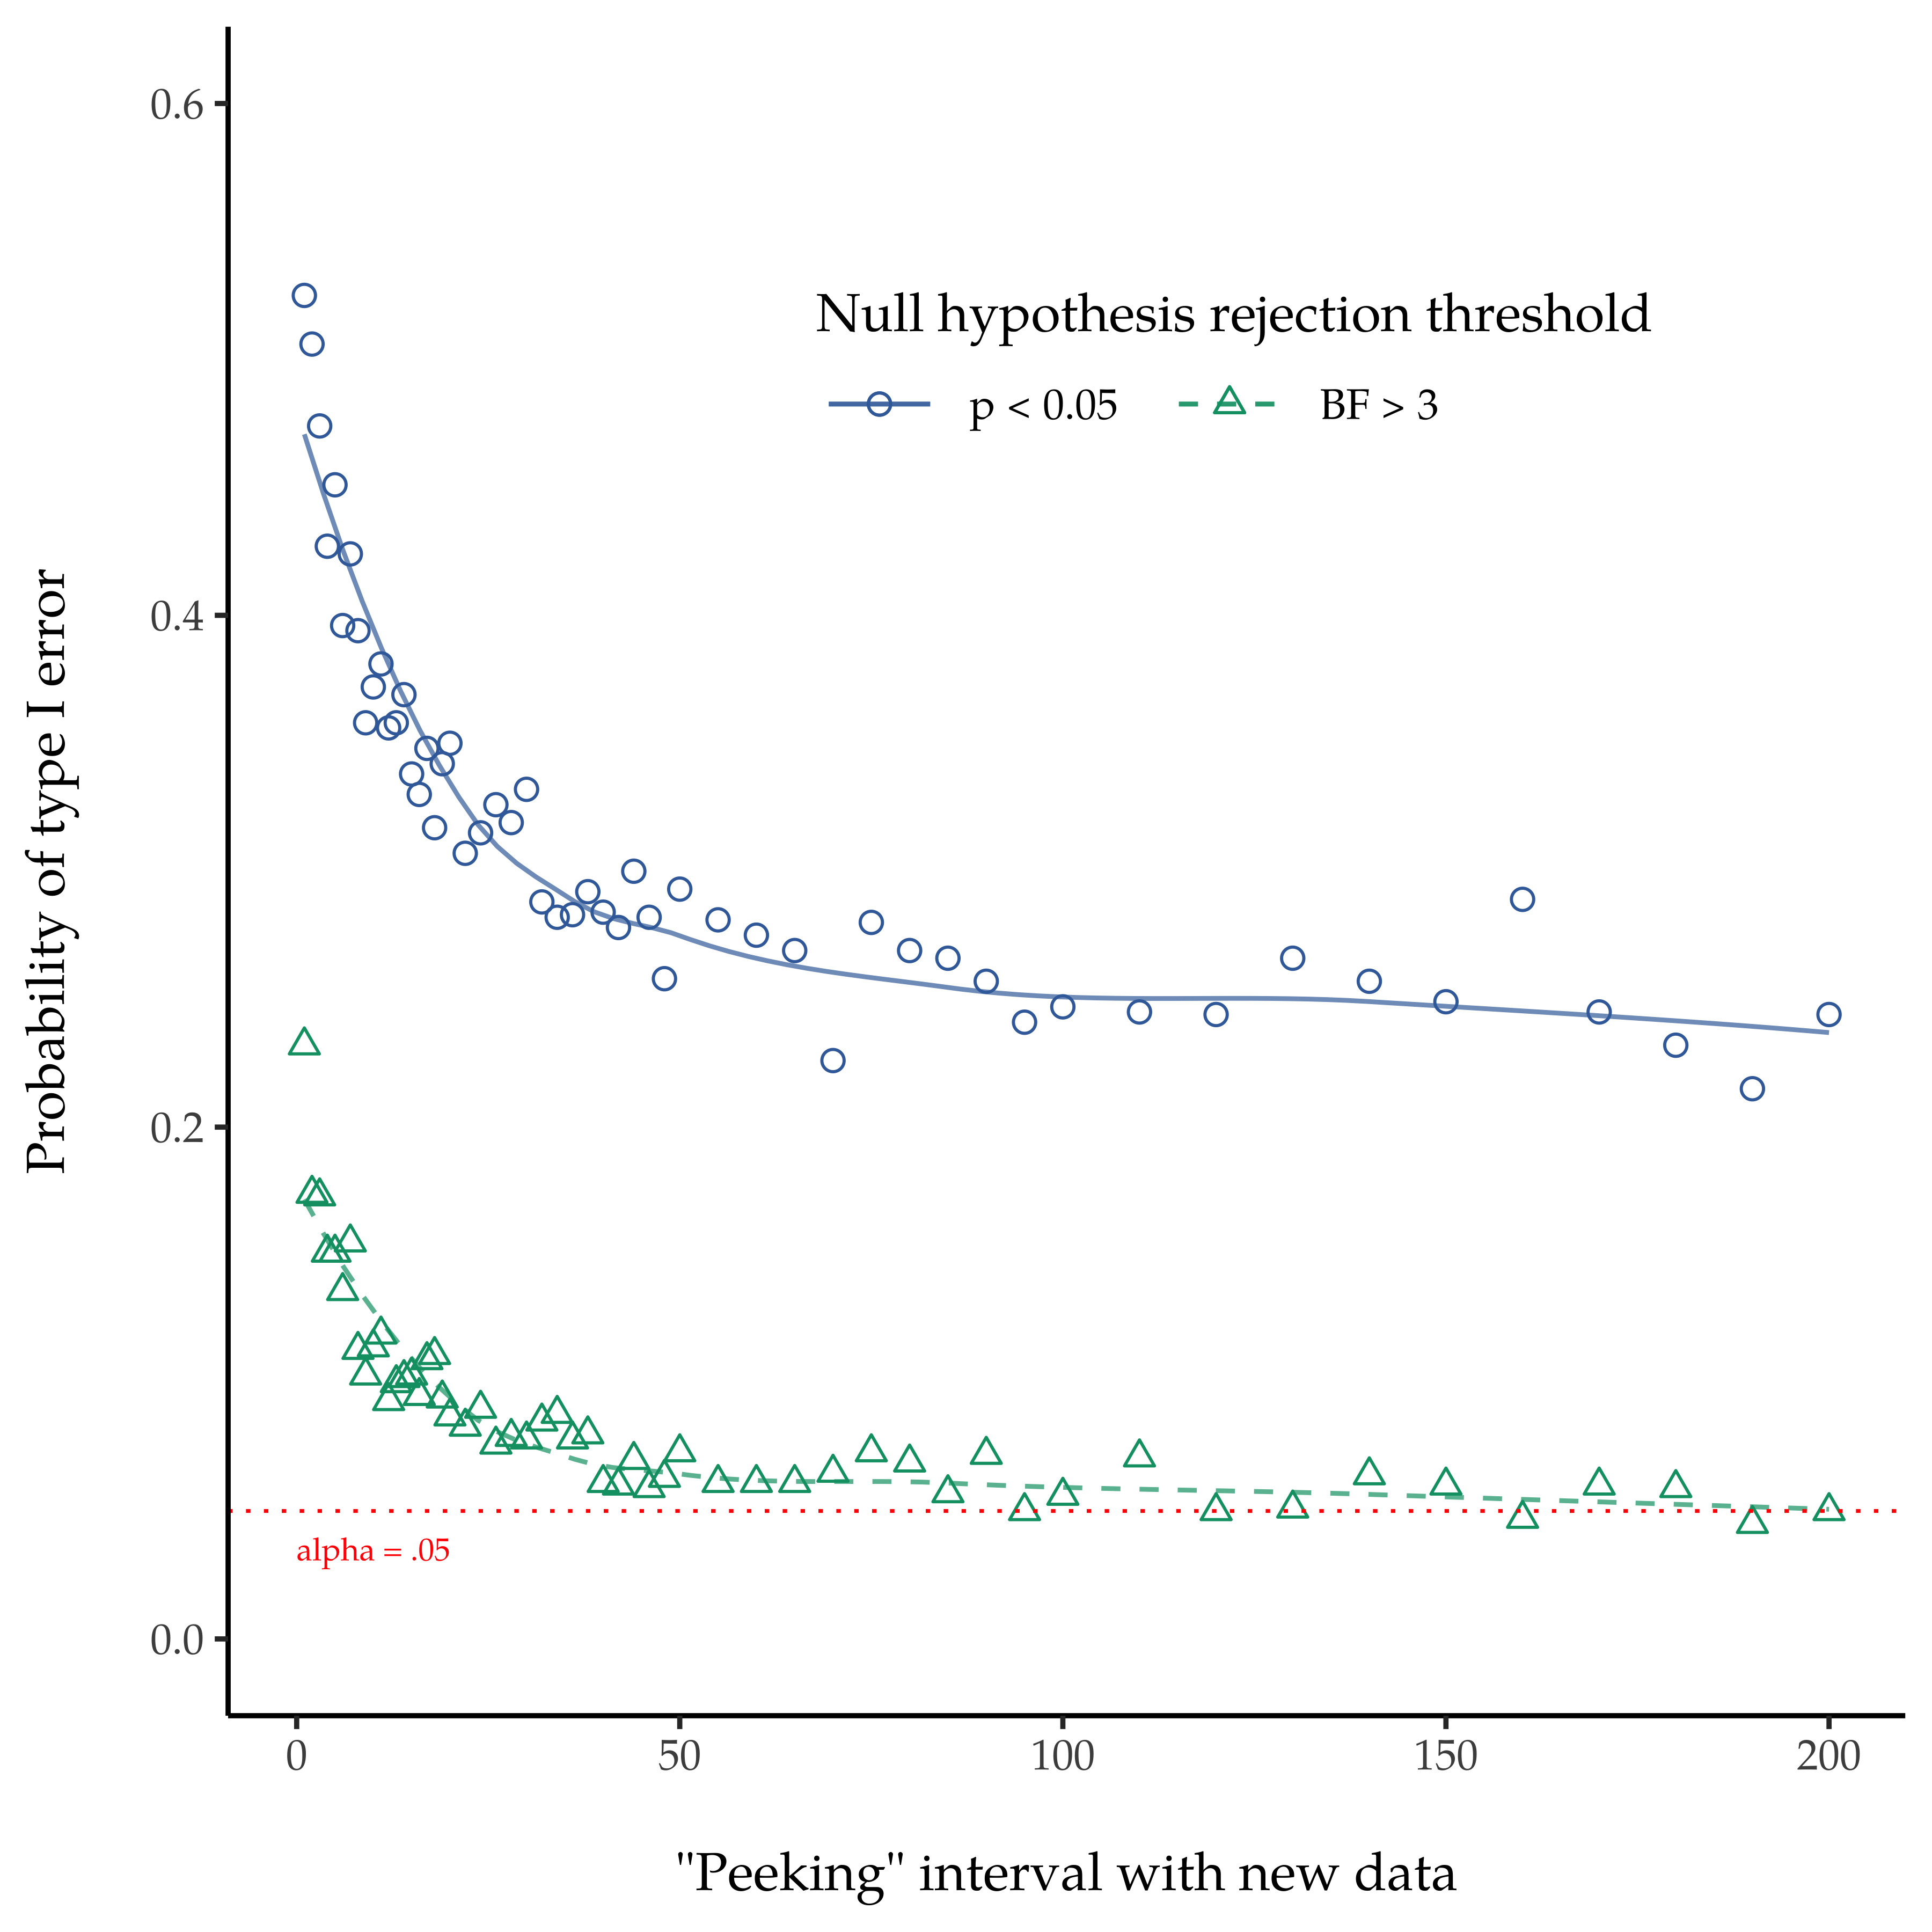 0.6
Null hypothesis rejection threshold
p < 0.05 BF > 3
0.4
Probability of type I error
0.2
alpha = .05
0.0
0 50 100 150 200
"Peeking" interval with new data